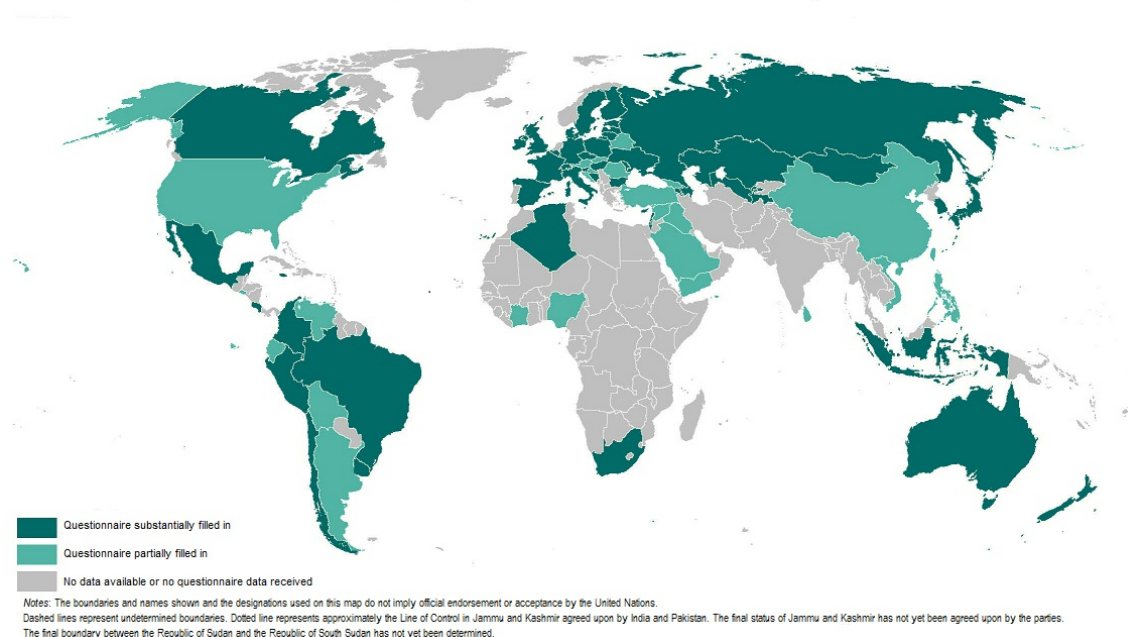 Questionnaire substantially filled in
Questionnaire partially filled in
No data available or no questionnaire data received
Notes: The boundaries and names shown and the designations used on this map do not imply official endorsement or acceptance by the United Nations.
Dashed lines represent undetermined boundaries. Dotted line represents approximately the Line of Control in Jammu and Kashmir agreed upon by India and Pakistan. The final status of Jammu and Kashmir has not yet been agreed upon by the parties.
The final boundary between the Republic of Sudan and the Republic of South Sudan has not yet been determined.